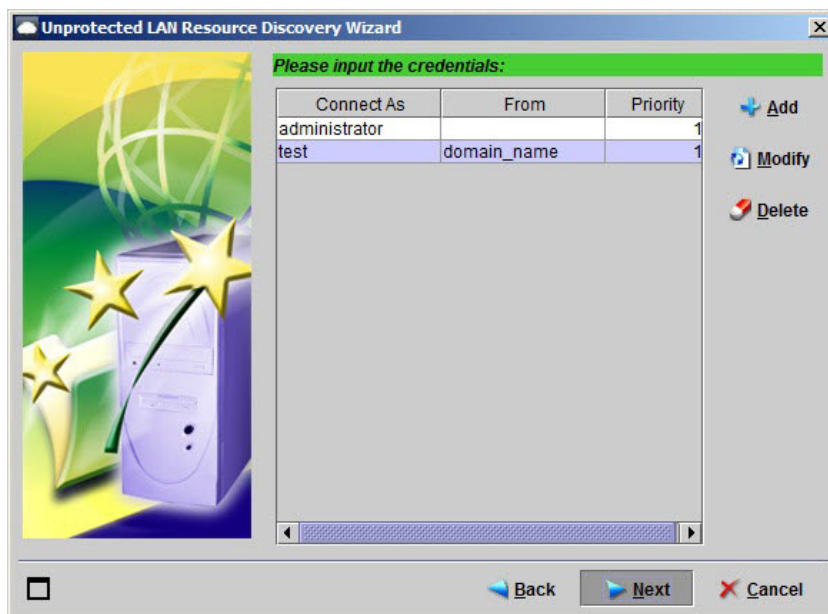 Unprotected LAN Resource Discovery Wizard
Please input the credentials:
Connect As From Priority
administrator 1
test domain_name 1
Add
Modify
Delete
Back Next Cancel